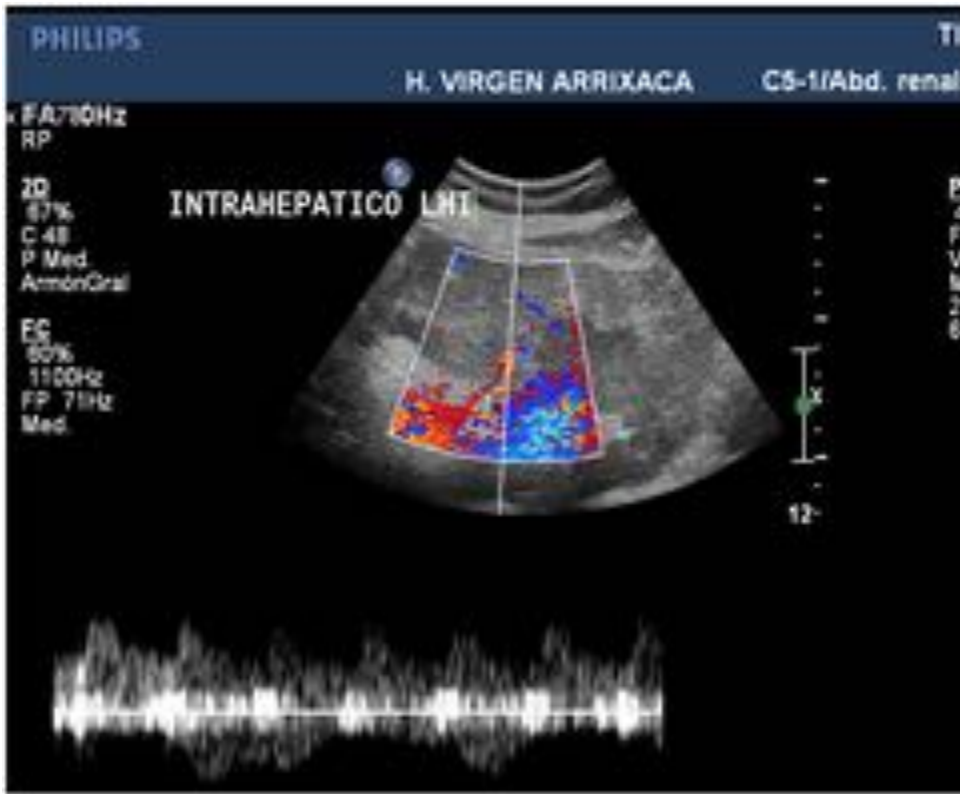 PHILIPS
H. VIRGEN ARRIXACA
C5-1/Abd. renal
RP
INTRAHEPATICO LHI
2D
67%
C 48
P Med.
ArmónGral
FC
60%
1100Hz
FP 71Hz
Med.
x
12